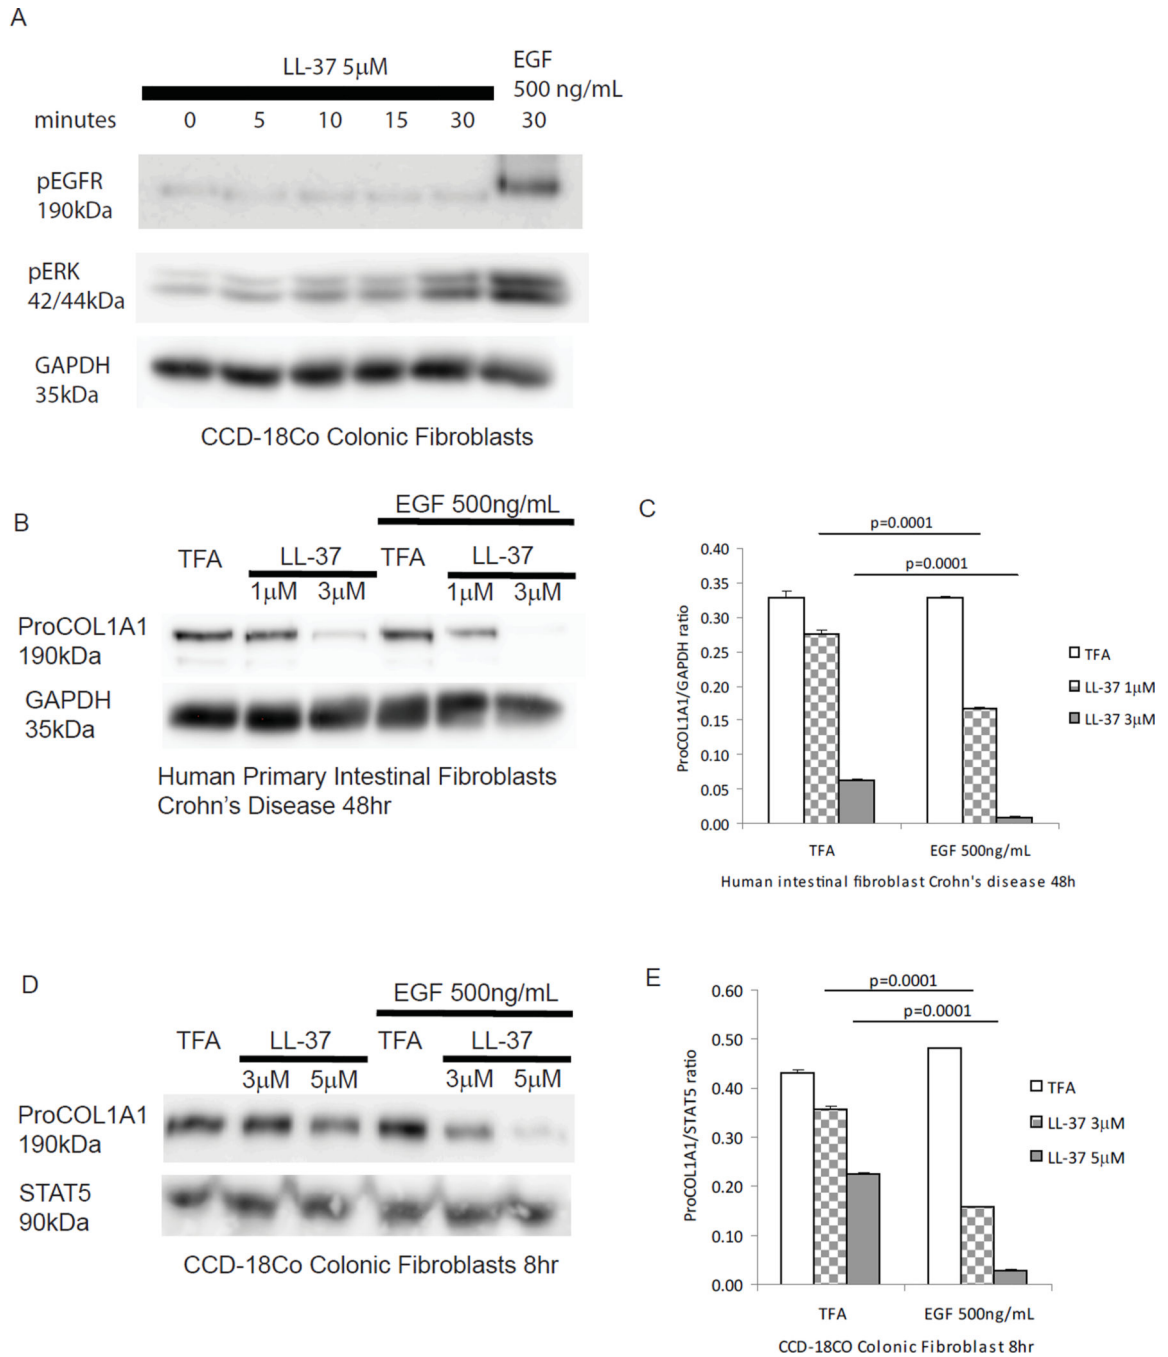 A
LL-37 5μM
EGF
500 ng/mL
minutes 0 5 10 15 30 30
pEGFR
190kDa
pERK
42/44kDa
GAPDH
35kDa
CCD-18Co Colonic Fibroblasts
B
EGF 500ng/mL
TFA LL-37 TFA LL-37
1μM 3μM 1μM 3μM
ProCOL1A1
190kDa
GAPDH
35kDa
Human Primary Intestinal Fibroblasts
Crohn's Disease 48hr
C
p=0.0001
p=0.0001
ProCOL1A1/GAPDH ratio
0.40
0.35
0.30
0.25
0.20
0.15
0.10
0.05
0.00
TFA
LL-37 1μM
LL-37 3μM
TFA EGF 500ng/mL
Human intestinal fibroblast Crohn's disease 48h
D
EGF 500ng/mL
TFA LL-37 TFA LL-37
3μM 5μM 3μM 5μM
ProCOL1A1
190kDa
STAT5
90kDa
CCD-18Co Colonic Fibroblasts 8hr
E
p=0.0001
p=0.0001
ProCOL1A1/STAT5 ratio
0.60
0.50
0.40
0.30
0.20
0.10
0.00
TFA
LL-37 3μM
LL-37 5μM
TFA EGF 500ng/mL
CCD-18CO Colonic Fibroblast 8hr